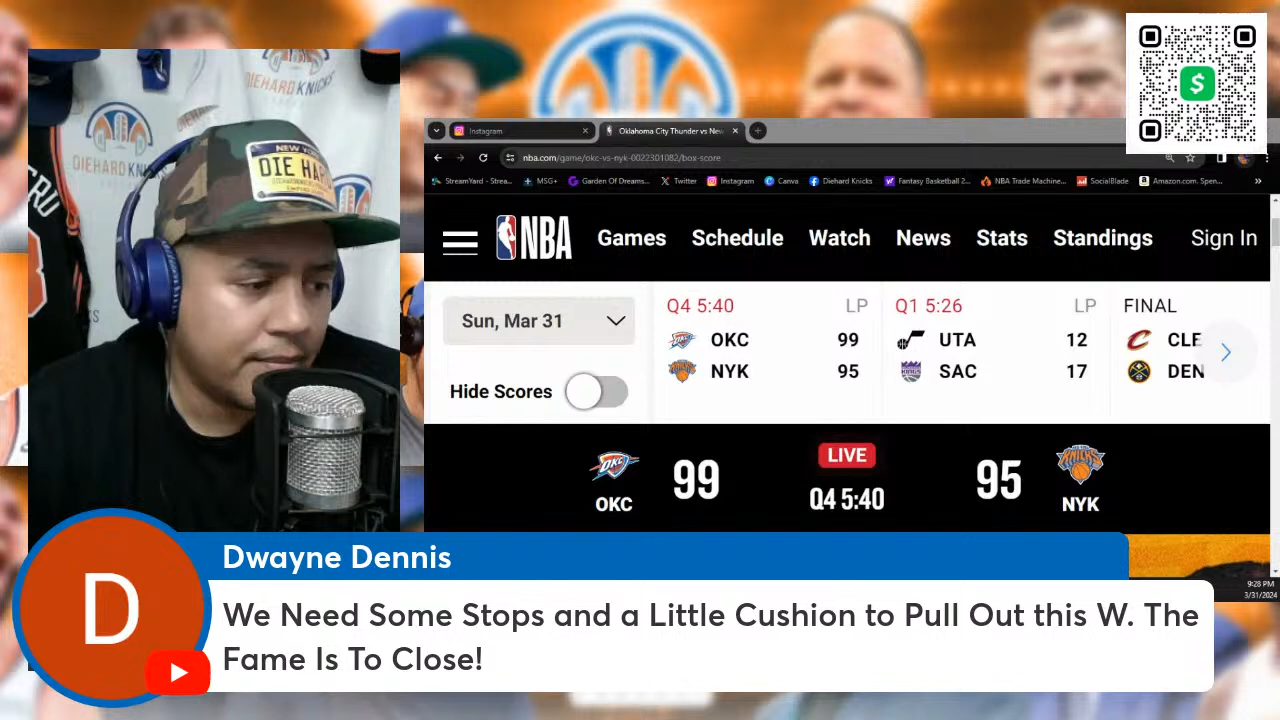 DIEHARD KNICKS
DIEHARD KNICKS
NEW YORK
DIE HARD
Instagram
Oklahoma City Thunder vs New
nba.com/game/okc-vs-nyk-0022301082/box-score
StreamYard - Strea...
MSG+
Garden Of Dreams...
Twitter
Instagram
Canva
Diehard Knicks
Fantasy Basketball 2...
NBA Trade Machine...
SocialBlade
Amazon.com. Spen...
NBA
Games
Schedule
Watch
News
Stats
Standings
Sign In
Sun, Mar 31
Hide Scores
Q4 5:40 LP
OKC 99
NYK 95
Q1 5:26 LP
UTA 12
SAC 17
FINAL
CLE
DEN
OKC
99
LIVE
Q4 5:40
95
KNICKS
NYK
9:28 PM
3/31/2024
D
Dwayne Dennis
We Need Some Stops and a Little Cushion to Pull Out this W. The
Fame Is To Close!